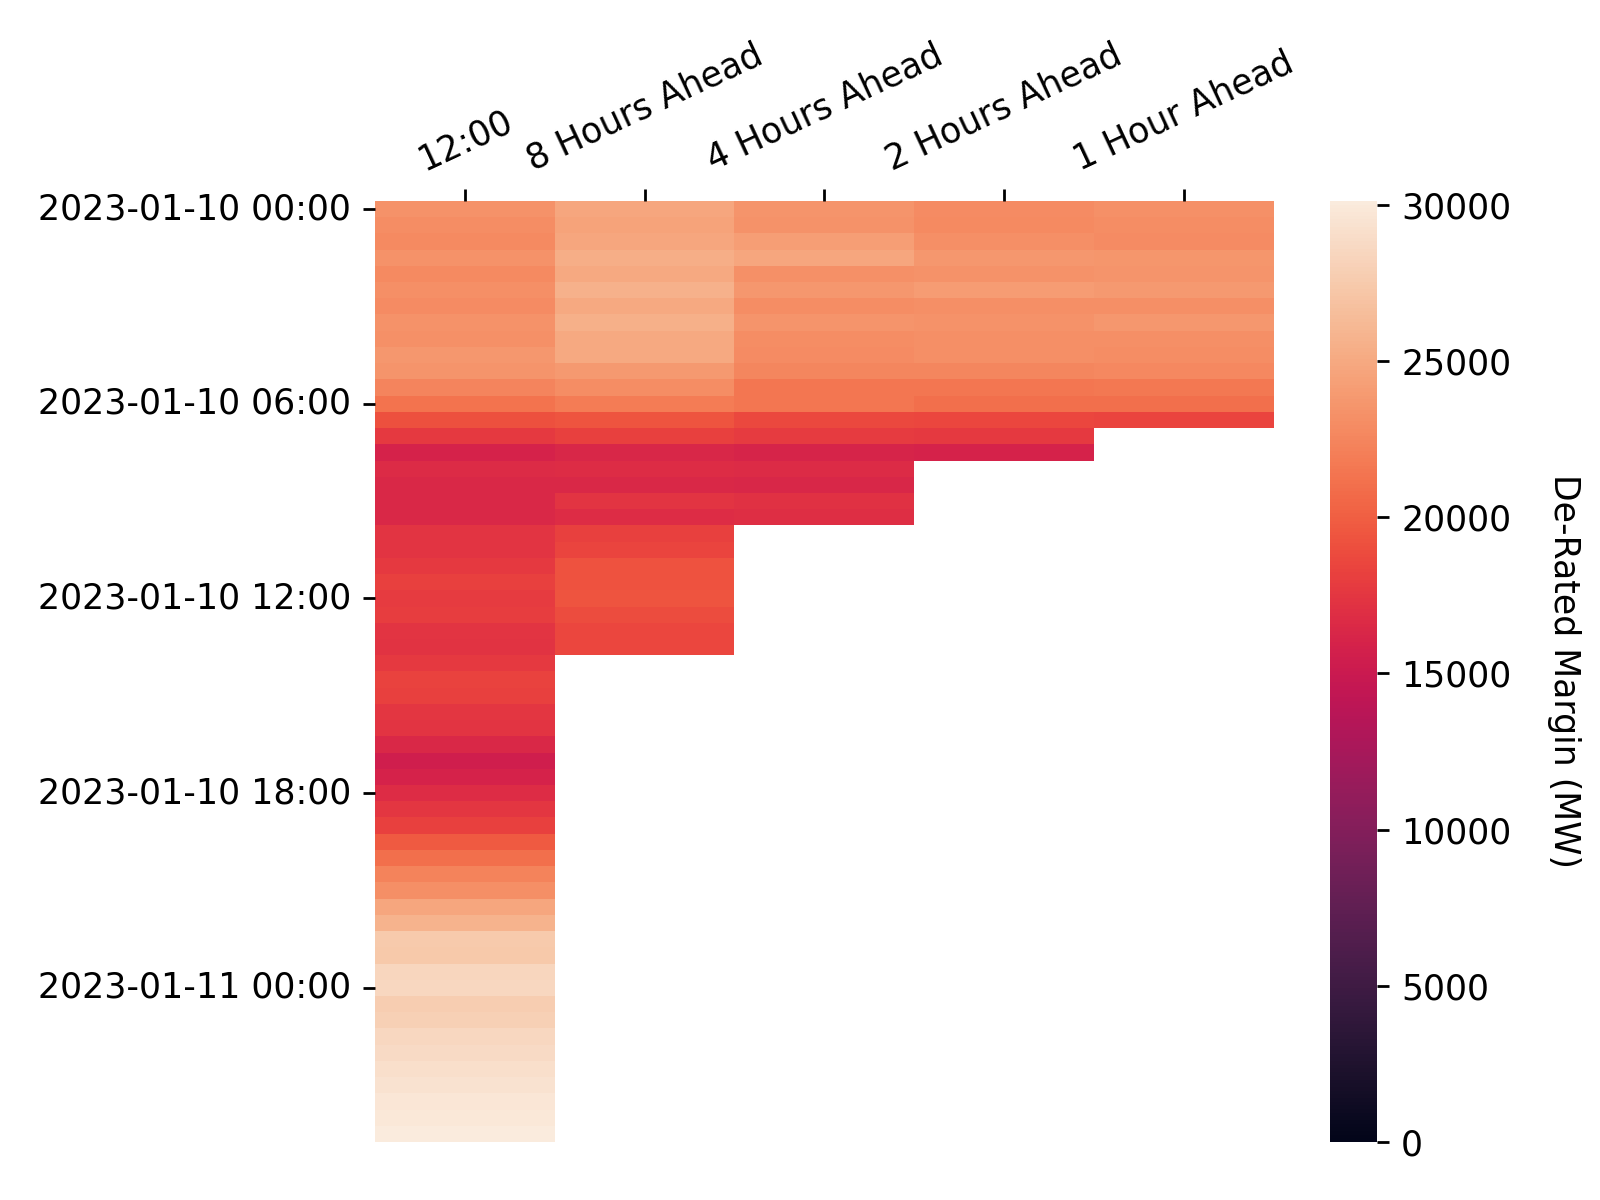 12:00
8 Hours Ahead
4 Hours Ahead
2 Hours Ahead
1 Hour Ahead
2023-01-10 00:00
2023-01-10 06:00
2023-01-10 12:00
2023-01-10 18:00
2023-01-11 00:00
30000
25000
20000
15000
10000
5000
0
De-Rated Margin (MW)